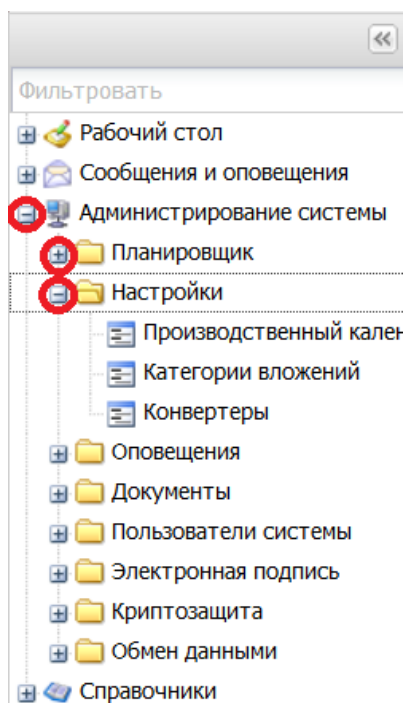 Фильтровать
Рабочий стол
Сообщения и оповещения
Администрирование системы
Планировщик
Настройки
Производственный кален
Категории вложений
Конвертеры
Оповещения
Документы
Пользователи системы
Электронная подпись
Криптозащита
Обмен данными
Справочники